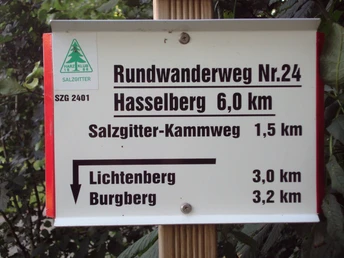 SALZGITTER
SZG 2401
Rundwanderweg Nr.24
Hasselberg 6,0 km
Salzgitter-Kammweg 1,5 km
Lichtenberg 3,0 km
Burgberg 3,2 km